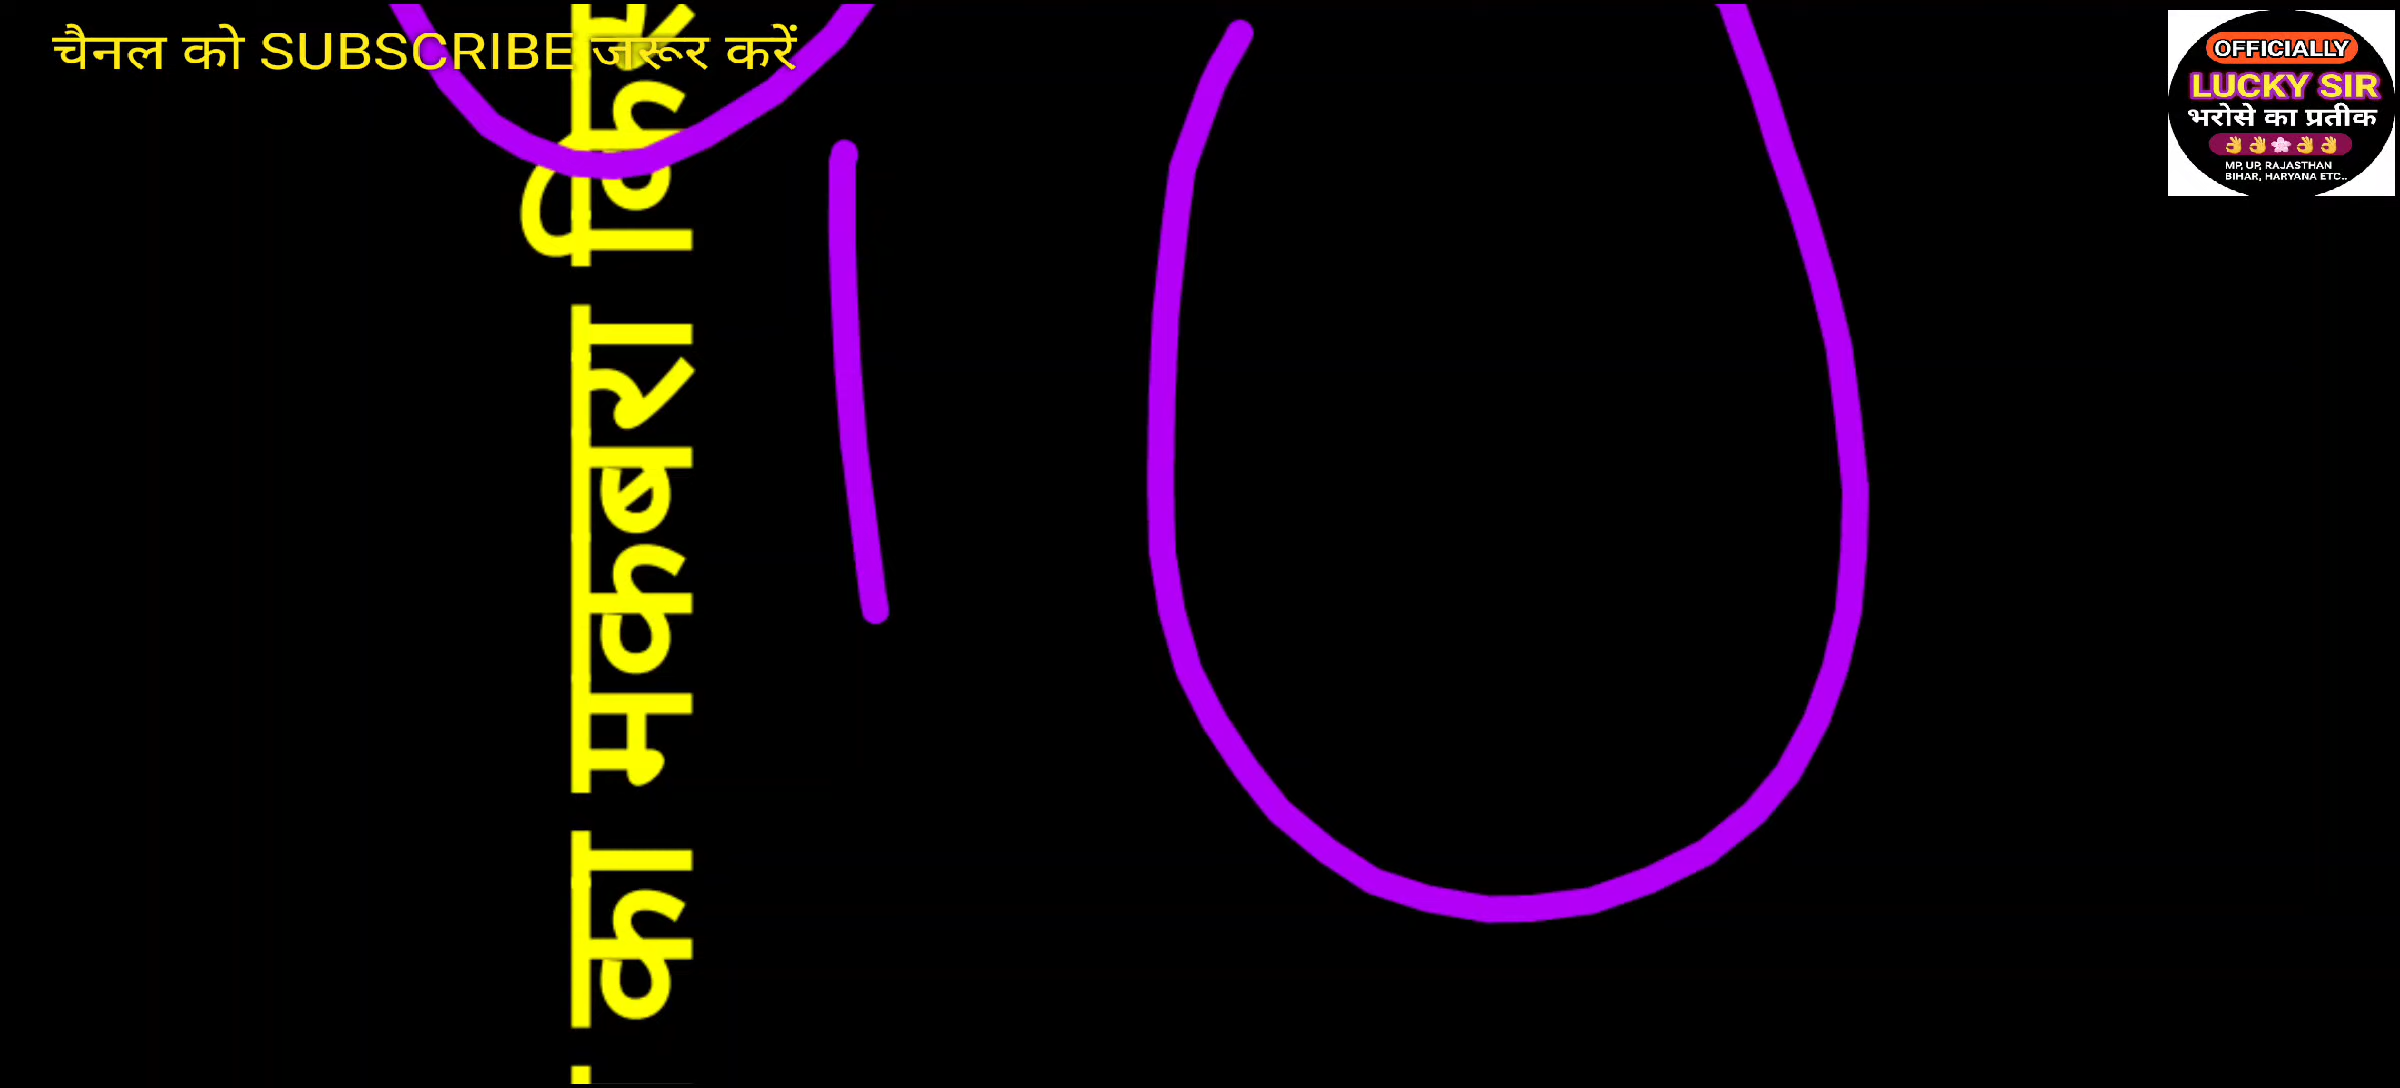 चैनल को SUBSCRIBE जरूर करें
का मकबरा
OFFICIALLY
LUCKY SIR
भरोसे का प्रतीक
👌👌🌸👌👌
MP, UP, RAJASTHAN
BIHAR, HARYANA ETC..